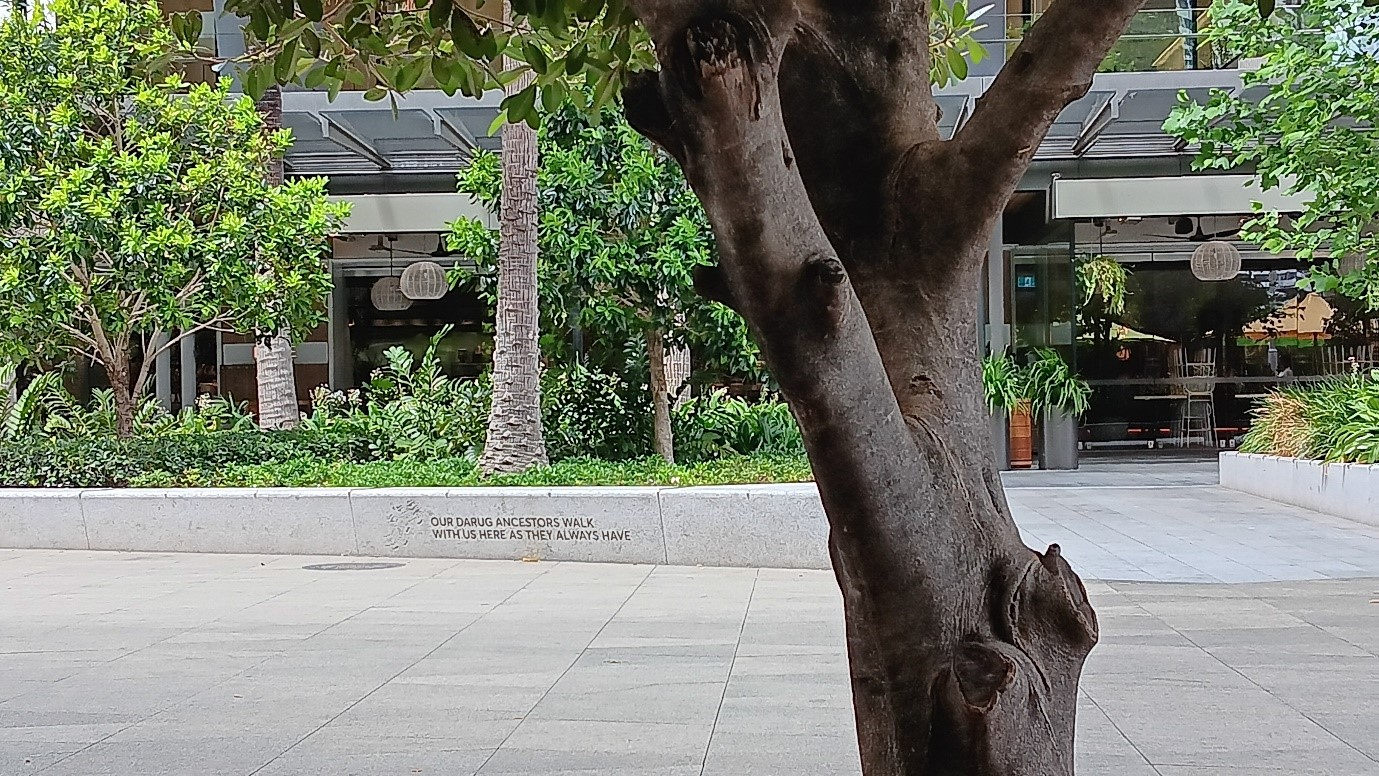 OUR DARUG ANCESTORS WALK
WITH US HERE AS THEY ALWAYS HAVE